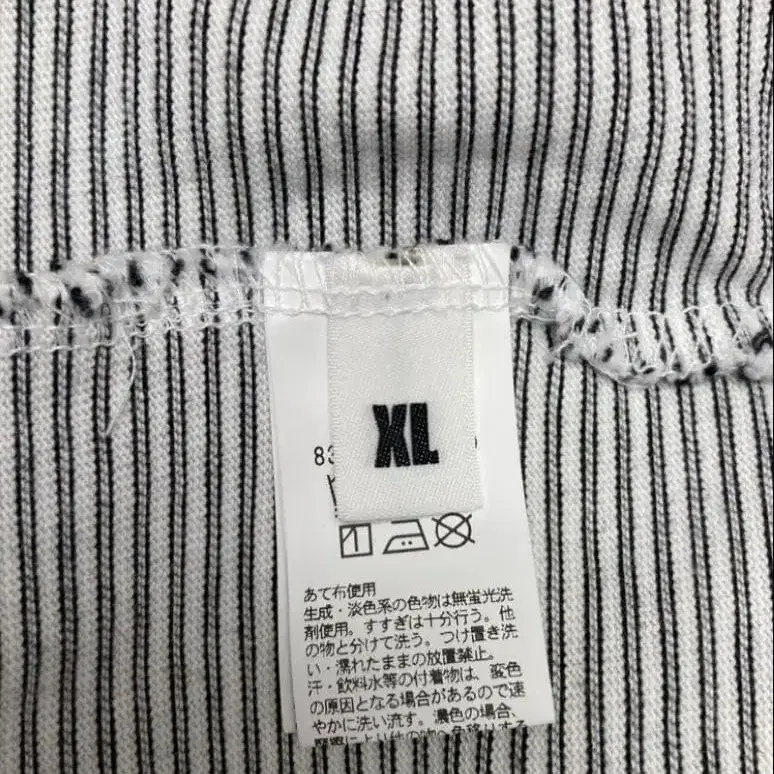 XL
83
あて布使用
生成・淡色系の色物は無蛍光洗
剤使用。すすぎは十分行う。他
の物と分けて洗う。つけ置き洗
い・濡れたままの放置禁止。
汗・飲料水等の付着物は、変色
の原因となる場合があるので速
やかに洗い流す。濃色の場合、